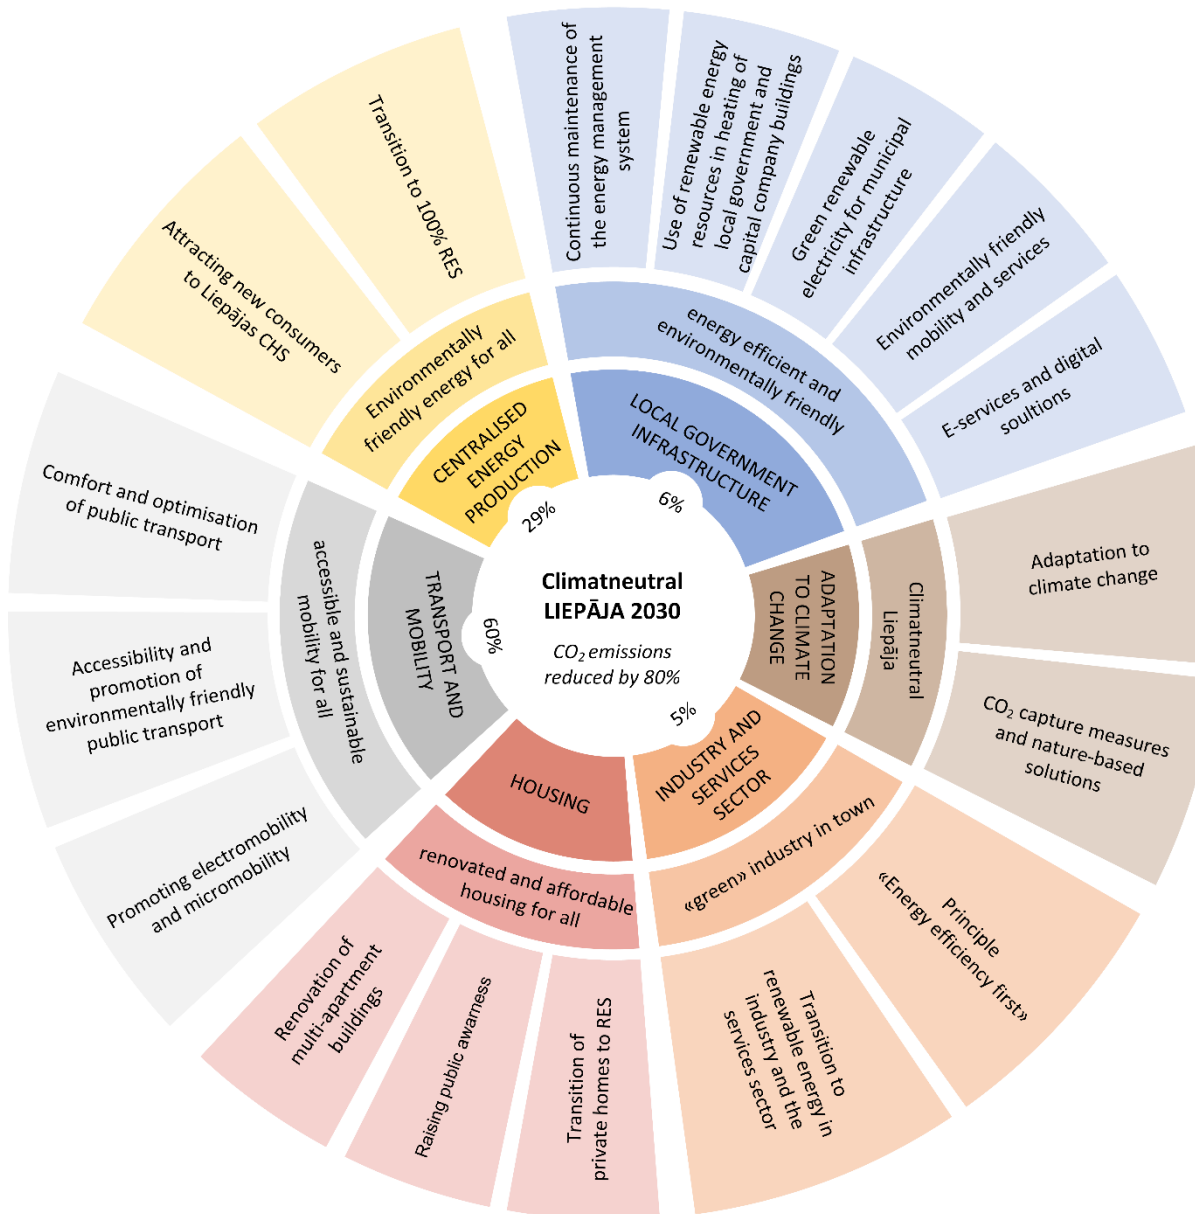 Climatneutral
LIEPĀJA 2030
CO₂ emissions
reduced by 80%
6%
5%
60%
29%
LOCAL GOVERNMENT
INFRASTRUCTURE
energy efficient and
environmentally friendly
Continuous maintenance of
the energy management
system
Use of renewable energy
resources in heating of
local government and
capital company buildings
Green renewable
electricity for municipal
infrastructure
Environmentally friendly
mobility and services
E-services and digital
soultions
ADAPTATION
TO CLIMATE
CHANGE
Climatneutral
Liepāja
Adaptation to
climate change
CO₂ capture measures
and nature-based
solutions
INDUSTRY AND
SERVICES
SECTOR
«green» industry in town
Principle
«Energy efficiency first»
Transition to
renewable energy in
industry and the
services sector
HOUSING
renovated and affordable
housing for all
Transition of
private homes to RES
Raising public awarness
Renovation of
multi-apartment
buildings
TRANSPORT AND
MOBILITY
accessible and sustainable
mobility for all
Promoting electromobility
and micromobility
Accessibility and
promotion of
environmentally friendly
public transport
Comfort and optimisation
of public transport
CENTRALISED
ENERGY
PRODUCTION
Environmentally
friendly energy for all
Attracting new consumers
to Liepājas CHS
Transition to 100% RES